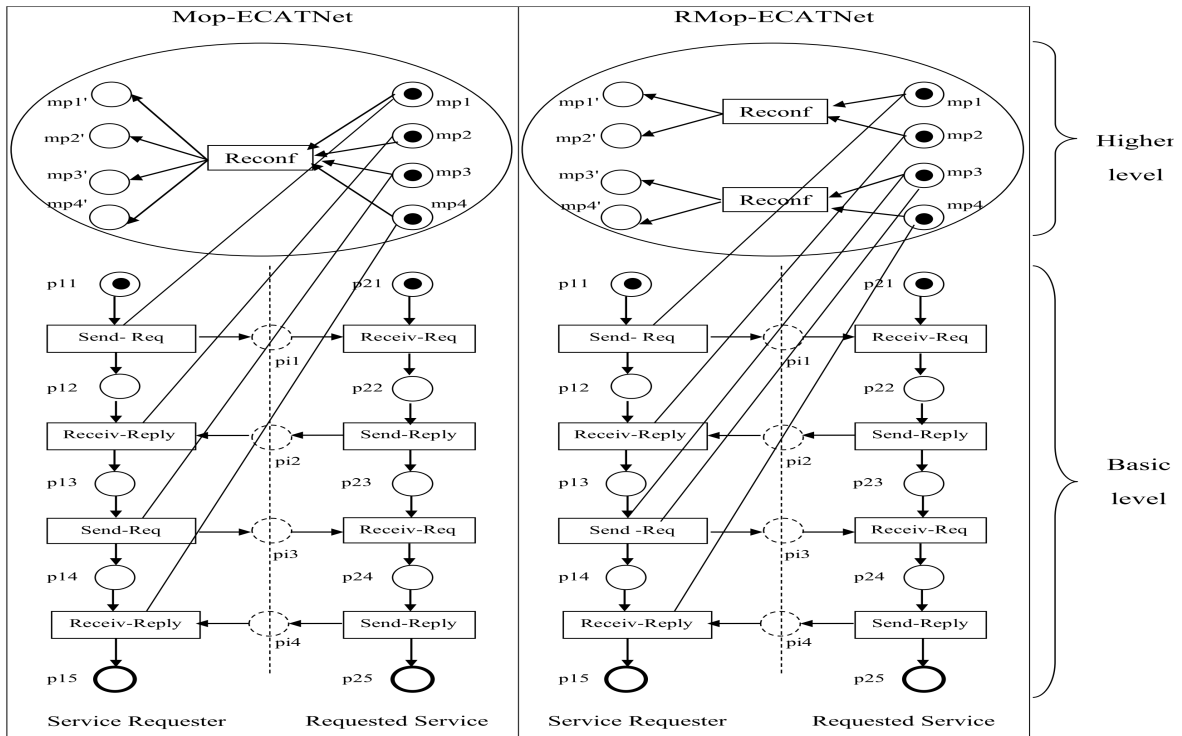 Mop-ECATNet
mp1'
mp1
mp2'
mp2
Reconf
mp3'
mp3
mp4'
mp4
p11
p21
Send- Req
Receiv-Req
pi1
p12
p22
Receiv-Reply
Send-Reply
pi2
p13
p23
Send-Req
Receiv-Req
pi3
p14
p24
Receiv-Reply
Send-Reply
pi4
p15
p25
Service Requester
Requested Service
RMop-ECATNet
mp1'
mp1
Reconf
mp2'
mp2
mp3'
mp3
Reconf
mp4'
mp4
p11
p21
Send- Req
Receiv-Req
pi1
p12
p22
Receiv-Reply
Send-Reply
pi2
p13
p23
Send -Req
Receiv-Req
pi3
p14
p24
Receiv-Reply
Send-Reply
pi4
p15
p25
Service Requester
Requested Service
Higher
level
Basic
level